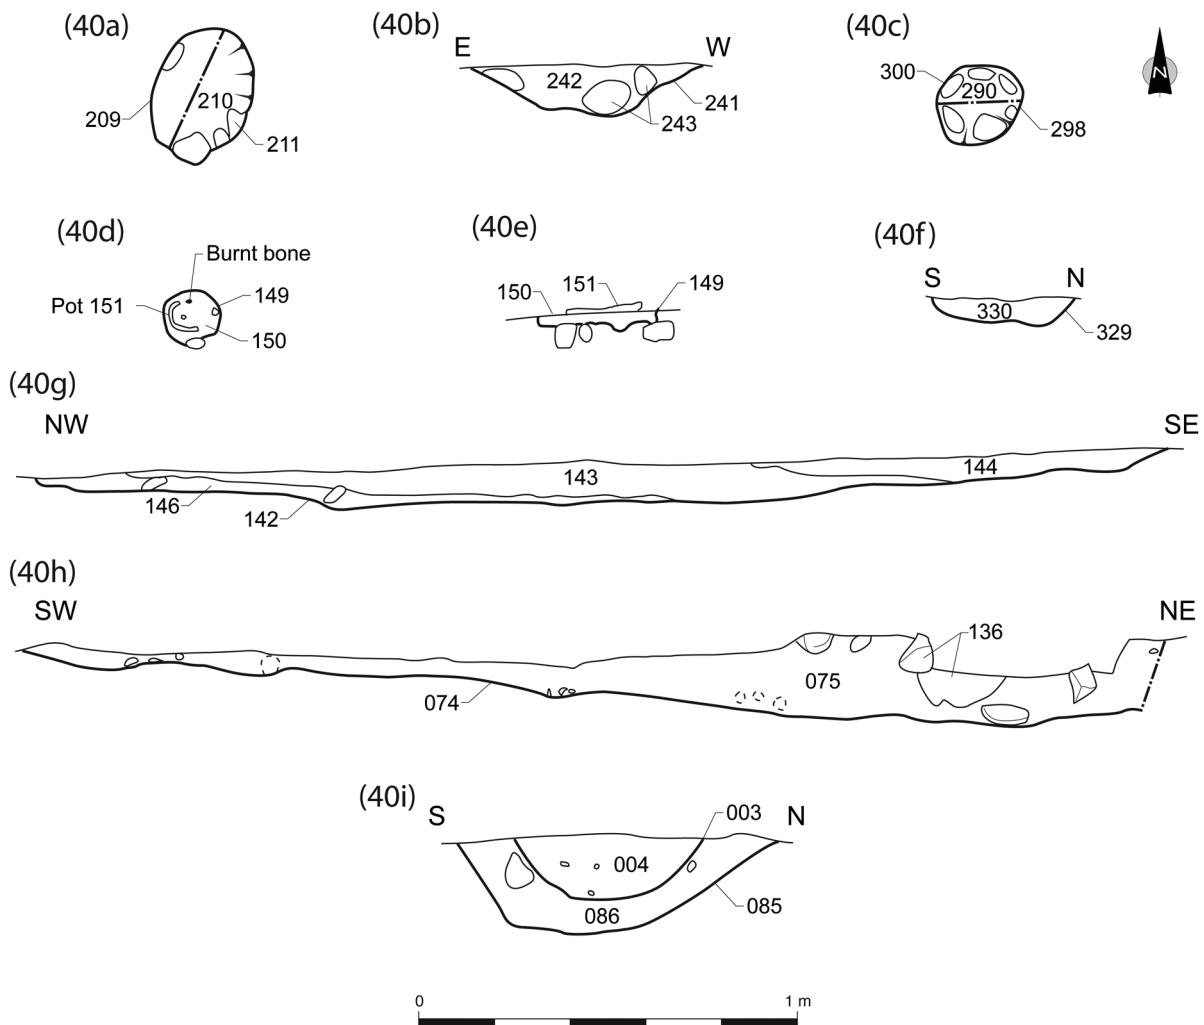 (40a)
209
210
211
(40b)
E
W
242
241
243
(40c)
300
290
298
N
(40d)
Burnt bone
Pot 151
149
150
(40e)
150
151
149
(40f)
S
N
330
329
(40g)
NW
SE
143
144
146
142
(40h)
SW
NE
136
075
074
(40i)
S
N
003
004
086
085
0
1 m